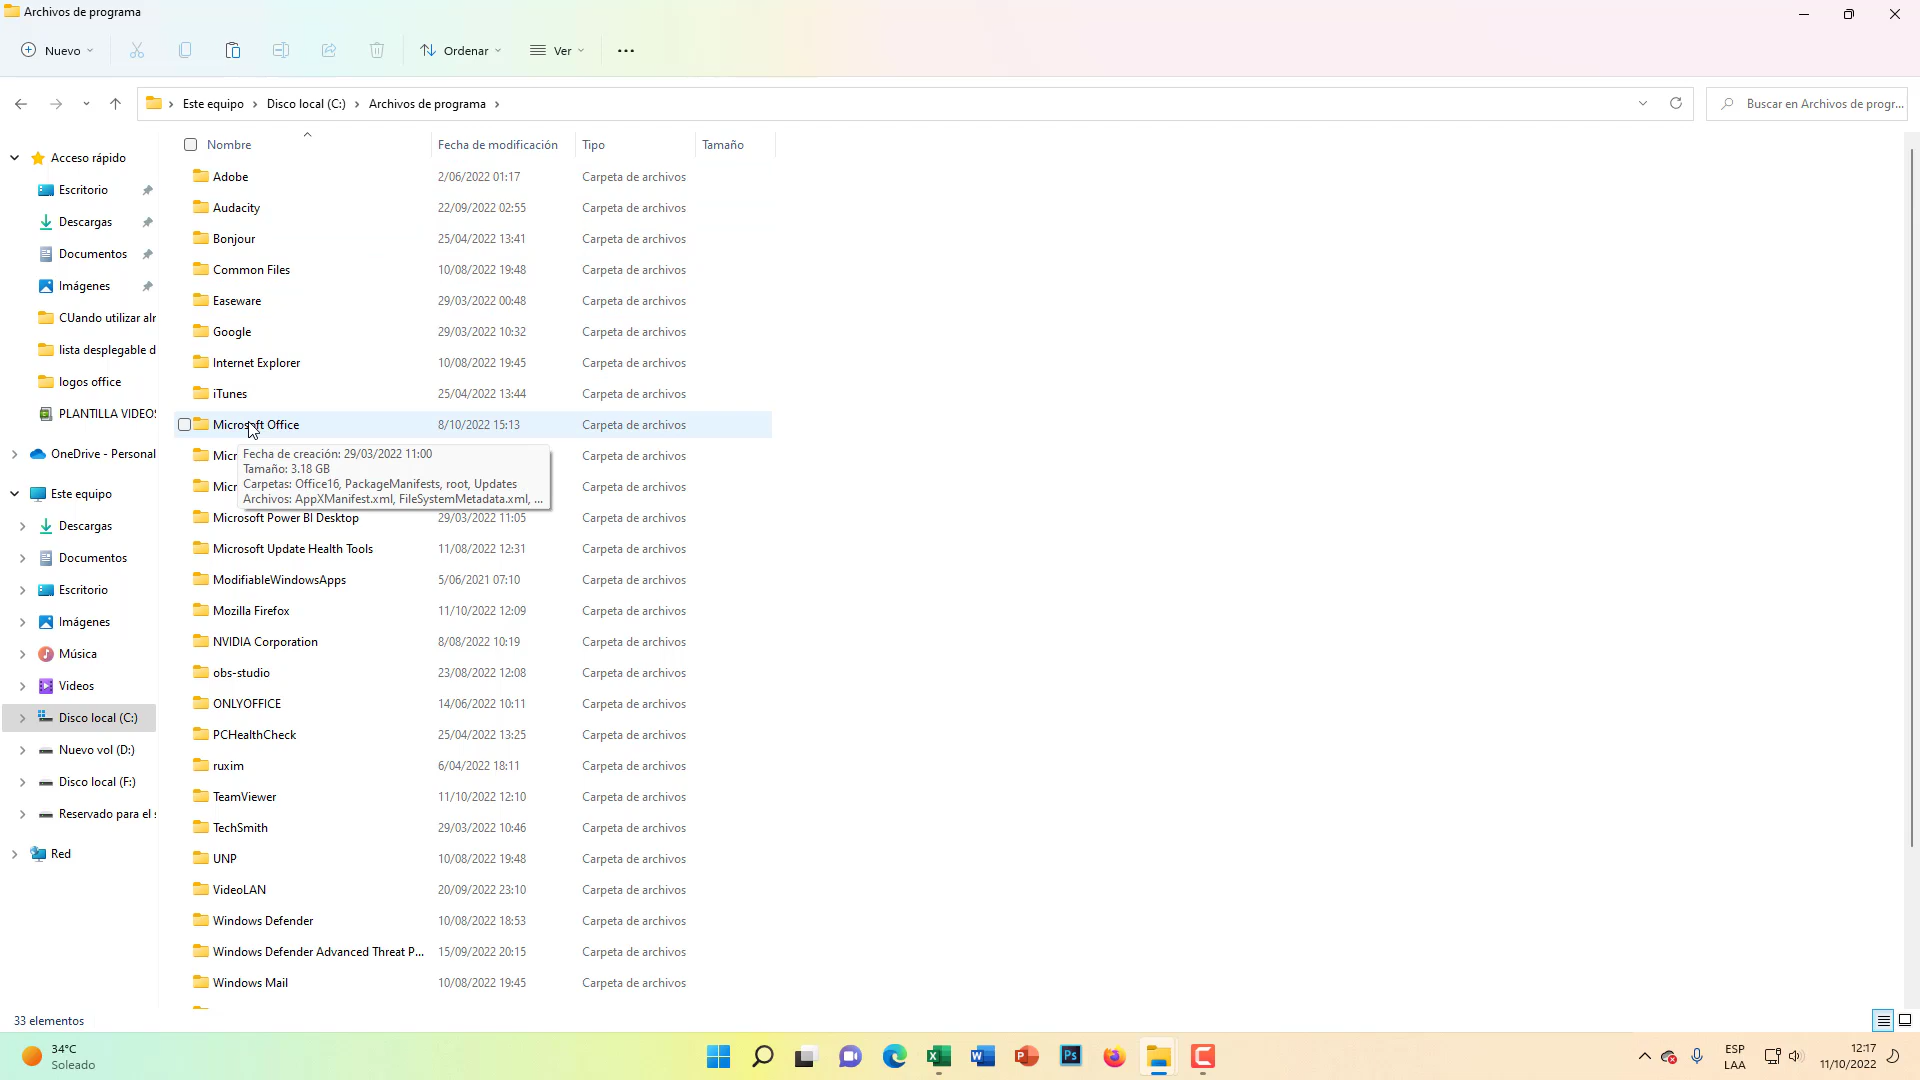 Archivos de programa
Nuevo
Ordenar
Ver
Este equipo
Disco local (C:)
Archivos de programa
Buscar en Archivos de progr...
Nombre
Fecha de modificación
Tipo
Tamaño
Acceso rápido
Escritorio
Descargas
Documentos
Imágenes
CUando utilizar alr
lista desplegable d
logos office
PLANTILLA VIDEOS
OneDrive - Personal
Este equipo
Descargas
Documentos
Escritorio
Imágenes
Música
Videos
Disco local (C:)
Nuevo vol (D:)
Disco local (F:)
Reservado para el s
Red
Adobe 2/06/2022 01:17 Carpeta de archivos
Audacity 22/09/2022 02:55 Carpeta de archivos
Bonjour 25/04/2022 13:41 Carpeta de archivos
Common Files 10/08/2022 19:48 Carpeta de archivos
Easeware 29/03/2022 00:48 Carpeta de archivos
Google 29/03/2022 10:32 Carpeta de archivos
Internet Explorer 10/08/2022 19:45 Carpeta de archivos
iTunes 25/04/2022 13:44 Carpeta de archivos
Microsoft Office 8/10/2022 15:13 Carpeta de archivos
Micr Carpeta de archivos
Micr Carpeta de archivos
Fecha de creación: 29/03/2022 11:00
Tamaño: 3.18 GB
Carpetas: Office16, PackageManifests, root, Updates
Archivos: AppXManifest.xml, FileSystemMetadata.xml, ...
Microsoft Power BI Desktop 29/03/2022 11:05 Carpeta de archivos
Microsoft Update Health Tools 11/08/2022 12:31 Carpeta de archivos
ModifiableWindowsApps 5/06/2021 07:10 Carpeta de archivos
Mozilla Firefox 11/10/2022 12:09 Carpeta de archivos
NVIDIA Corporation 8/08/2022 10:19 Carpeta de archivos
obs-studio 23/08/2022 12:08 Carpeta de archivos
ONLYOFFICE 14/06/2022 10:11 Carpeta de archivos
PCHealthCheck 25/04/2022 13:25 Carpeta de archivos
ruxim 6/04/2022 18:11 Carpeta de archivos
TeamViewer 11/10/2022 12:10 Carpeta de archivos
TechSmith 29/03/2022 10:46 Carpeta de archivos
UNP 10/08/2022 19:48 Carpeta de archivos
VideoLAN 20/09/2022 23:10 Carpeta de archivos
Windows Defender 10/08/2022 18:53 Carpeta de archivos
Windows Defender Advanced Threat P... 15/09/2022 20:15 Carpeta de archivos
Windows Mail 10/08/2022 19:45 Carpeta de archivos
33 elementos
34°C
Soleado
Ps
ESP
LAA
12:17
11/10/2022